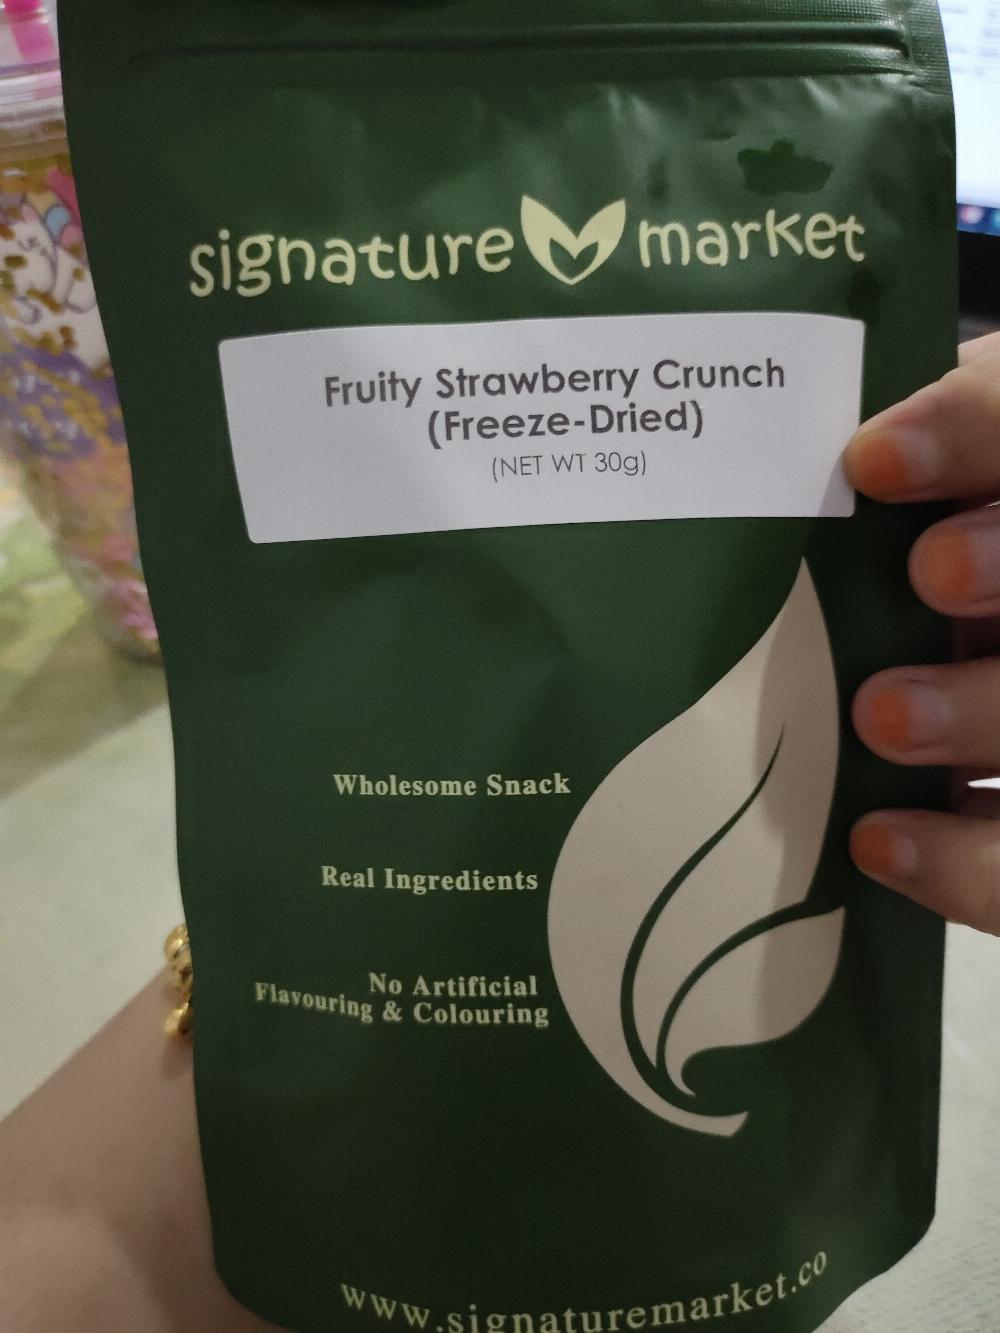 signature market
Fruity Strawberry Crunch
(Freeze-Dried)
(NET WT 30g)
Wholesome Snack
Real Ingredients
No Artificial
Flavouring & Colouring
www.signaturemarket.co